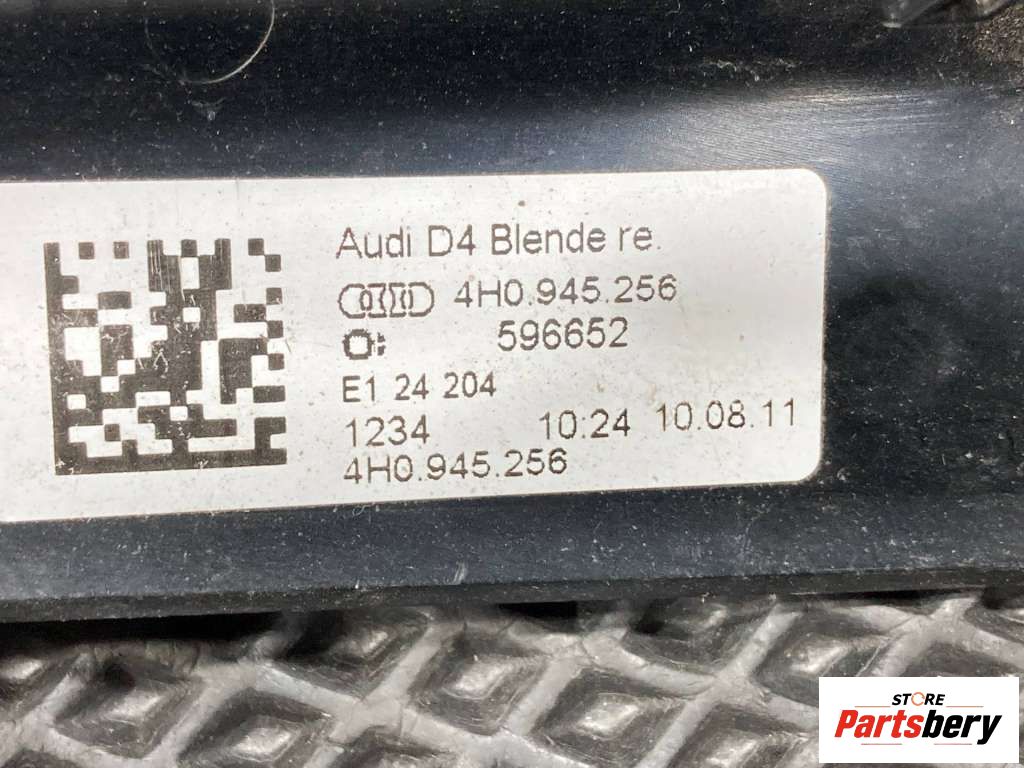 Audi D4 Blende re.
4H0.945.256
596652
E1 24 204
1234 10:24 10.08.11
4H0.945.256
STORE
Partsbery